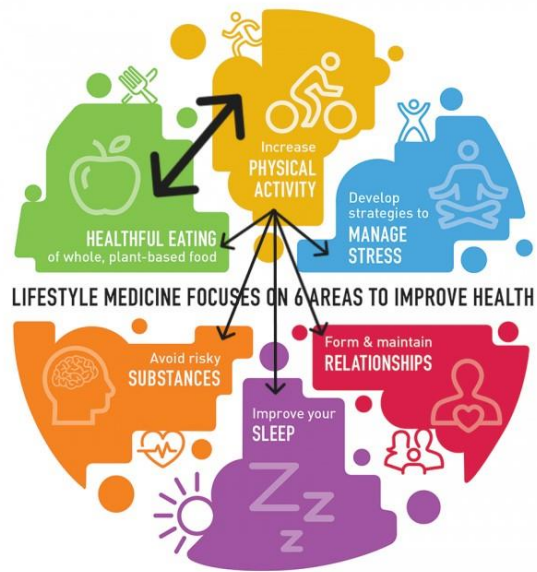 Increase
PHYSICAL
ACTIVITY
HEALTHFUL EATING
of whole, plant-based food
Develop
strategies to
MANAGE
STRESS
LIFESTYLE MEDICINE FOCUSES ON 6 AREAS TO IMPROVE HEALTH
Avoid risky
SUBSTANCES
Form & maintain
RELATIONSHIPS
Improve your
SLEEP
Z Z Z